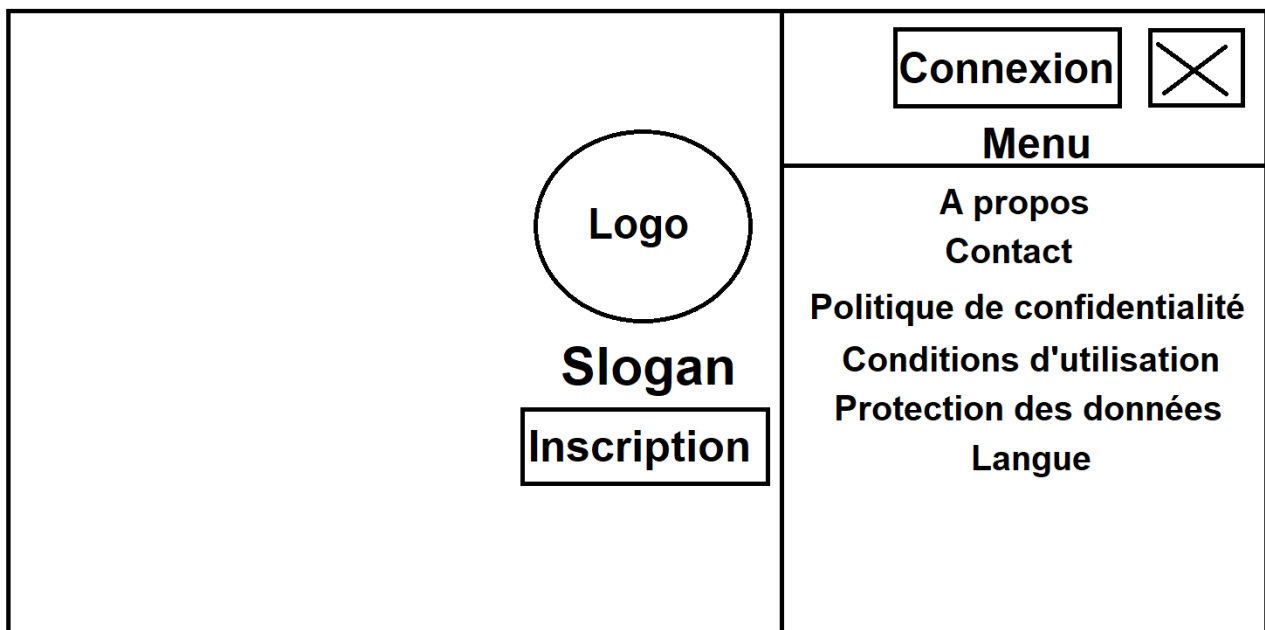 Connexion
Menu
Logo
Slogan
Inscription
A propos
Contact
Politique de confidentialité
Conditions d'utilisation
Protection des données
Langue